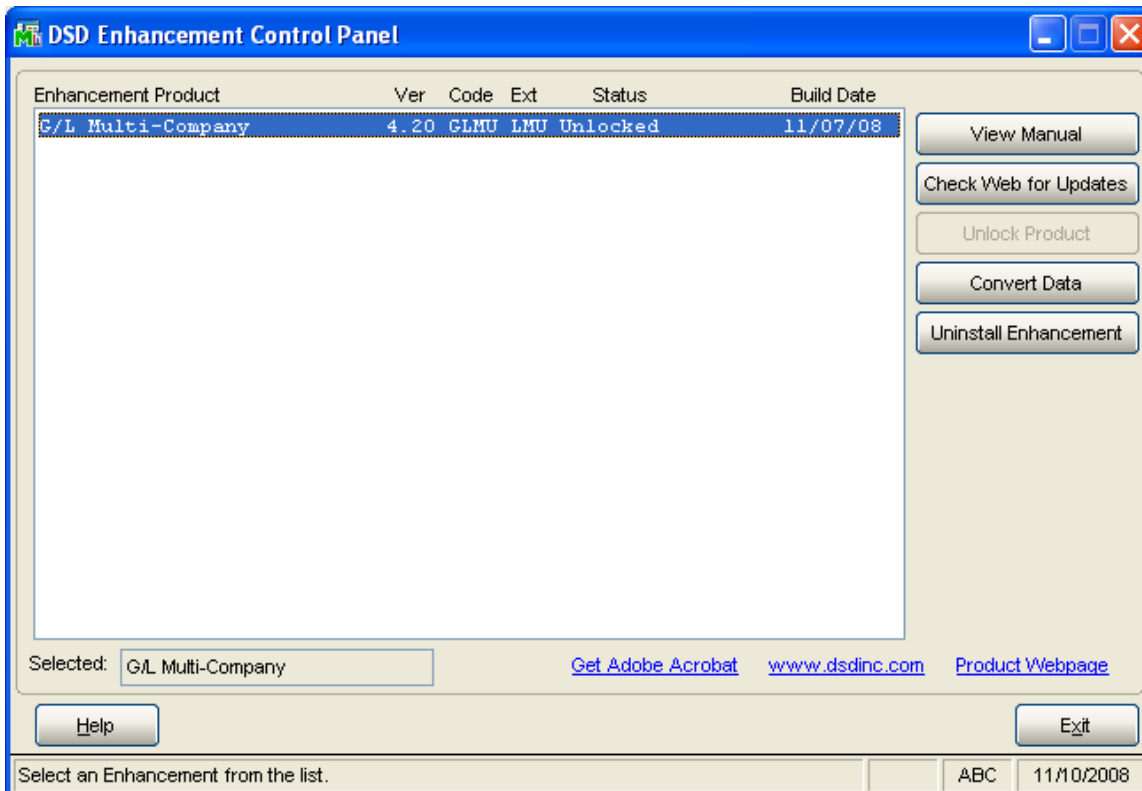 DSD Enhancement Control Panel
Enhancement Product Ver Code Ext Status Build Date
G/L Multi-Company 4.20 GLMU LMU Unlocked 11/07/08
View Manual
Check Web for Updates
Unlock Product
Convert Data
Uninstall Enhancement
Selected: G/L Multi-Company Get Adobe Acrobat www.dsdinc.com Product Webpage
Help Exit
Select an Enhancement from the list. ABC 11/10/2008